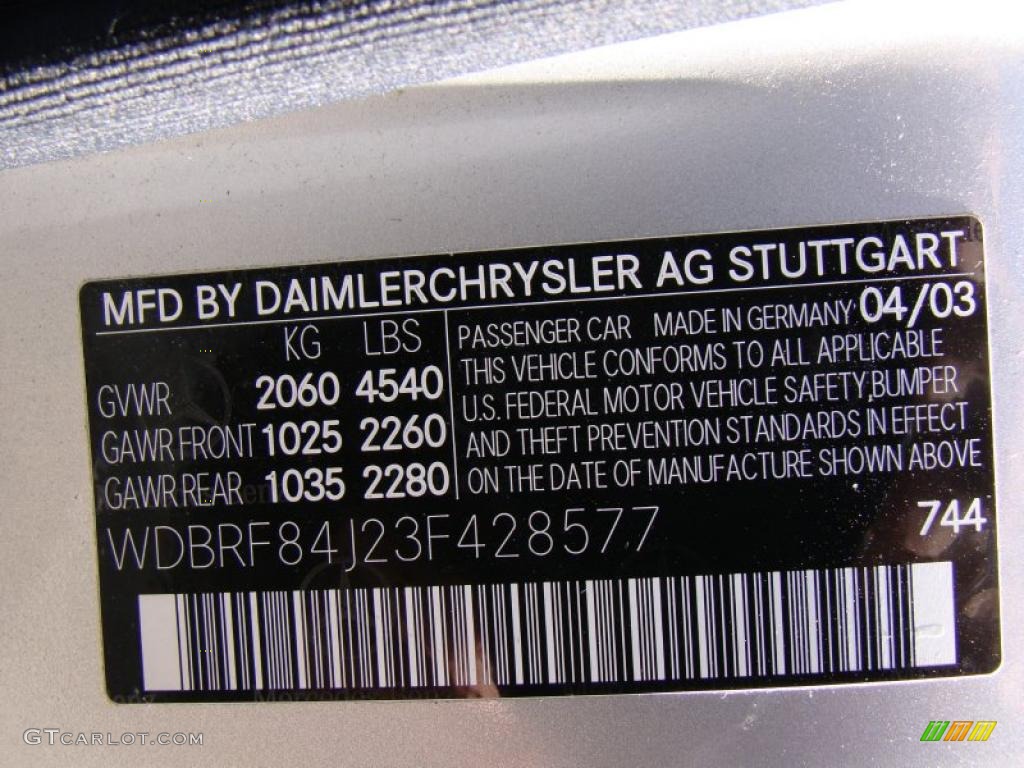 MFD BY DAIMLERCHRYSLER AG STUTTGART
KG LBS
GVWR 2060 4540
GAWR FRONT 1025 2260
GAWR REAR 1035 2280
PASSENGER CAR MADE IN GERMANY 04/03
THIS VEHICLE CONFORMS TO ALL APPLICABLE
U.S. FEDERAL MOTOR VEHICLE SAFETY, BUMPER
AND THEFT PREVENTION STANDARDS IN EFFECT
ON THE DATE OF MANUFACTURE SHOWN ABOVE
WDBRF84J23F428577 744
GTCARLOT.COM